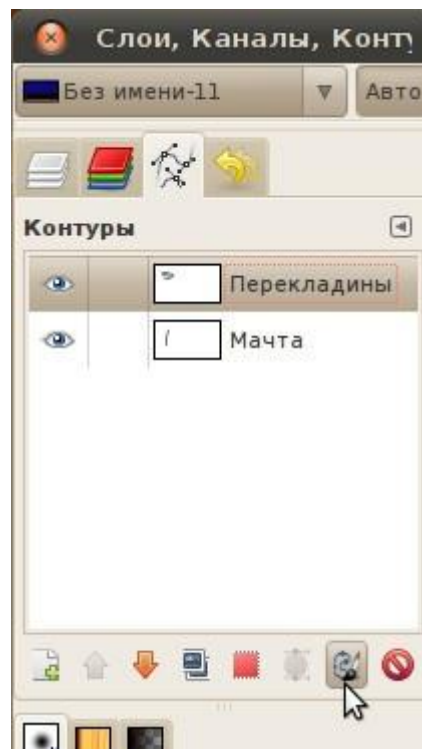 Слои, Каналы, Конту
Без имени-11
Авто
Контуры
Перекладины
Мачта